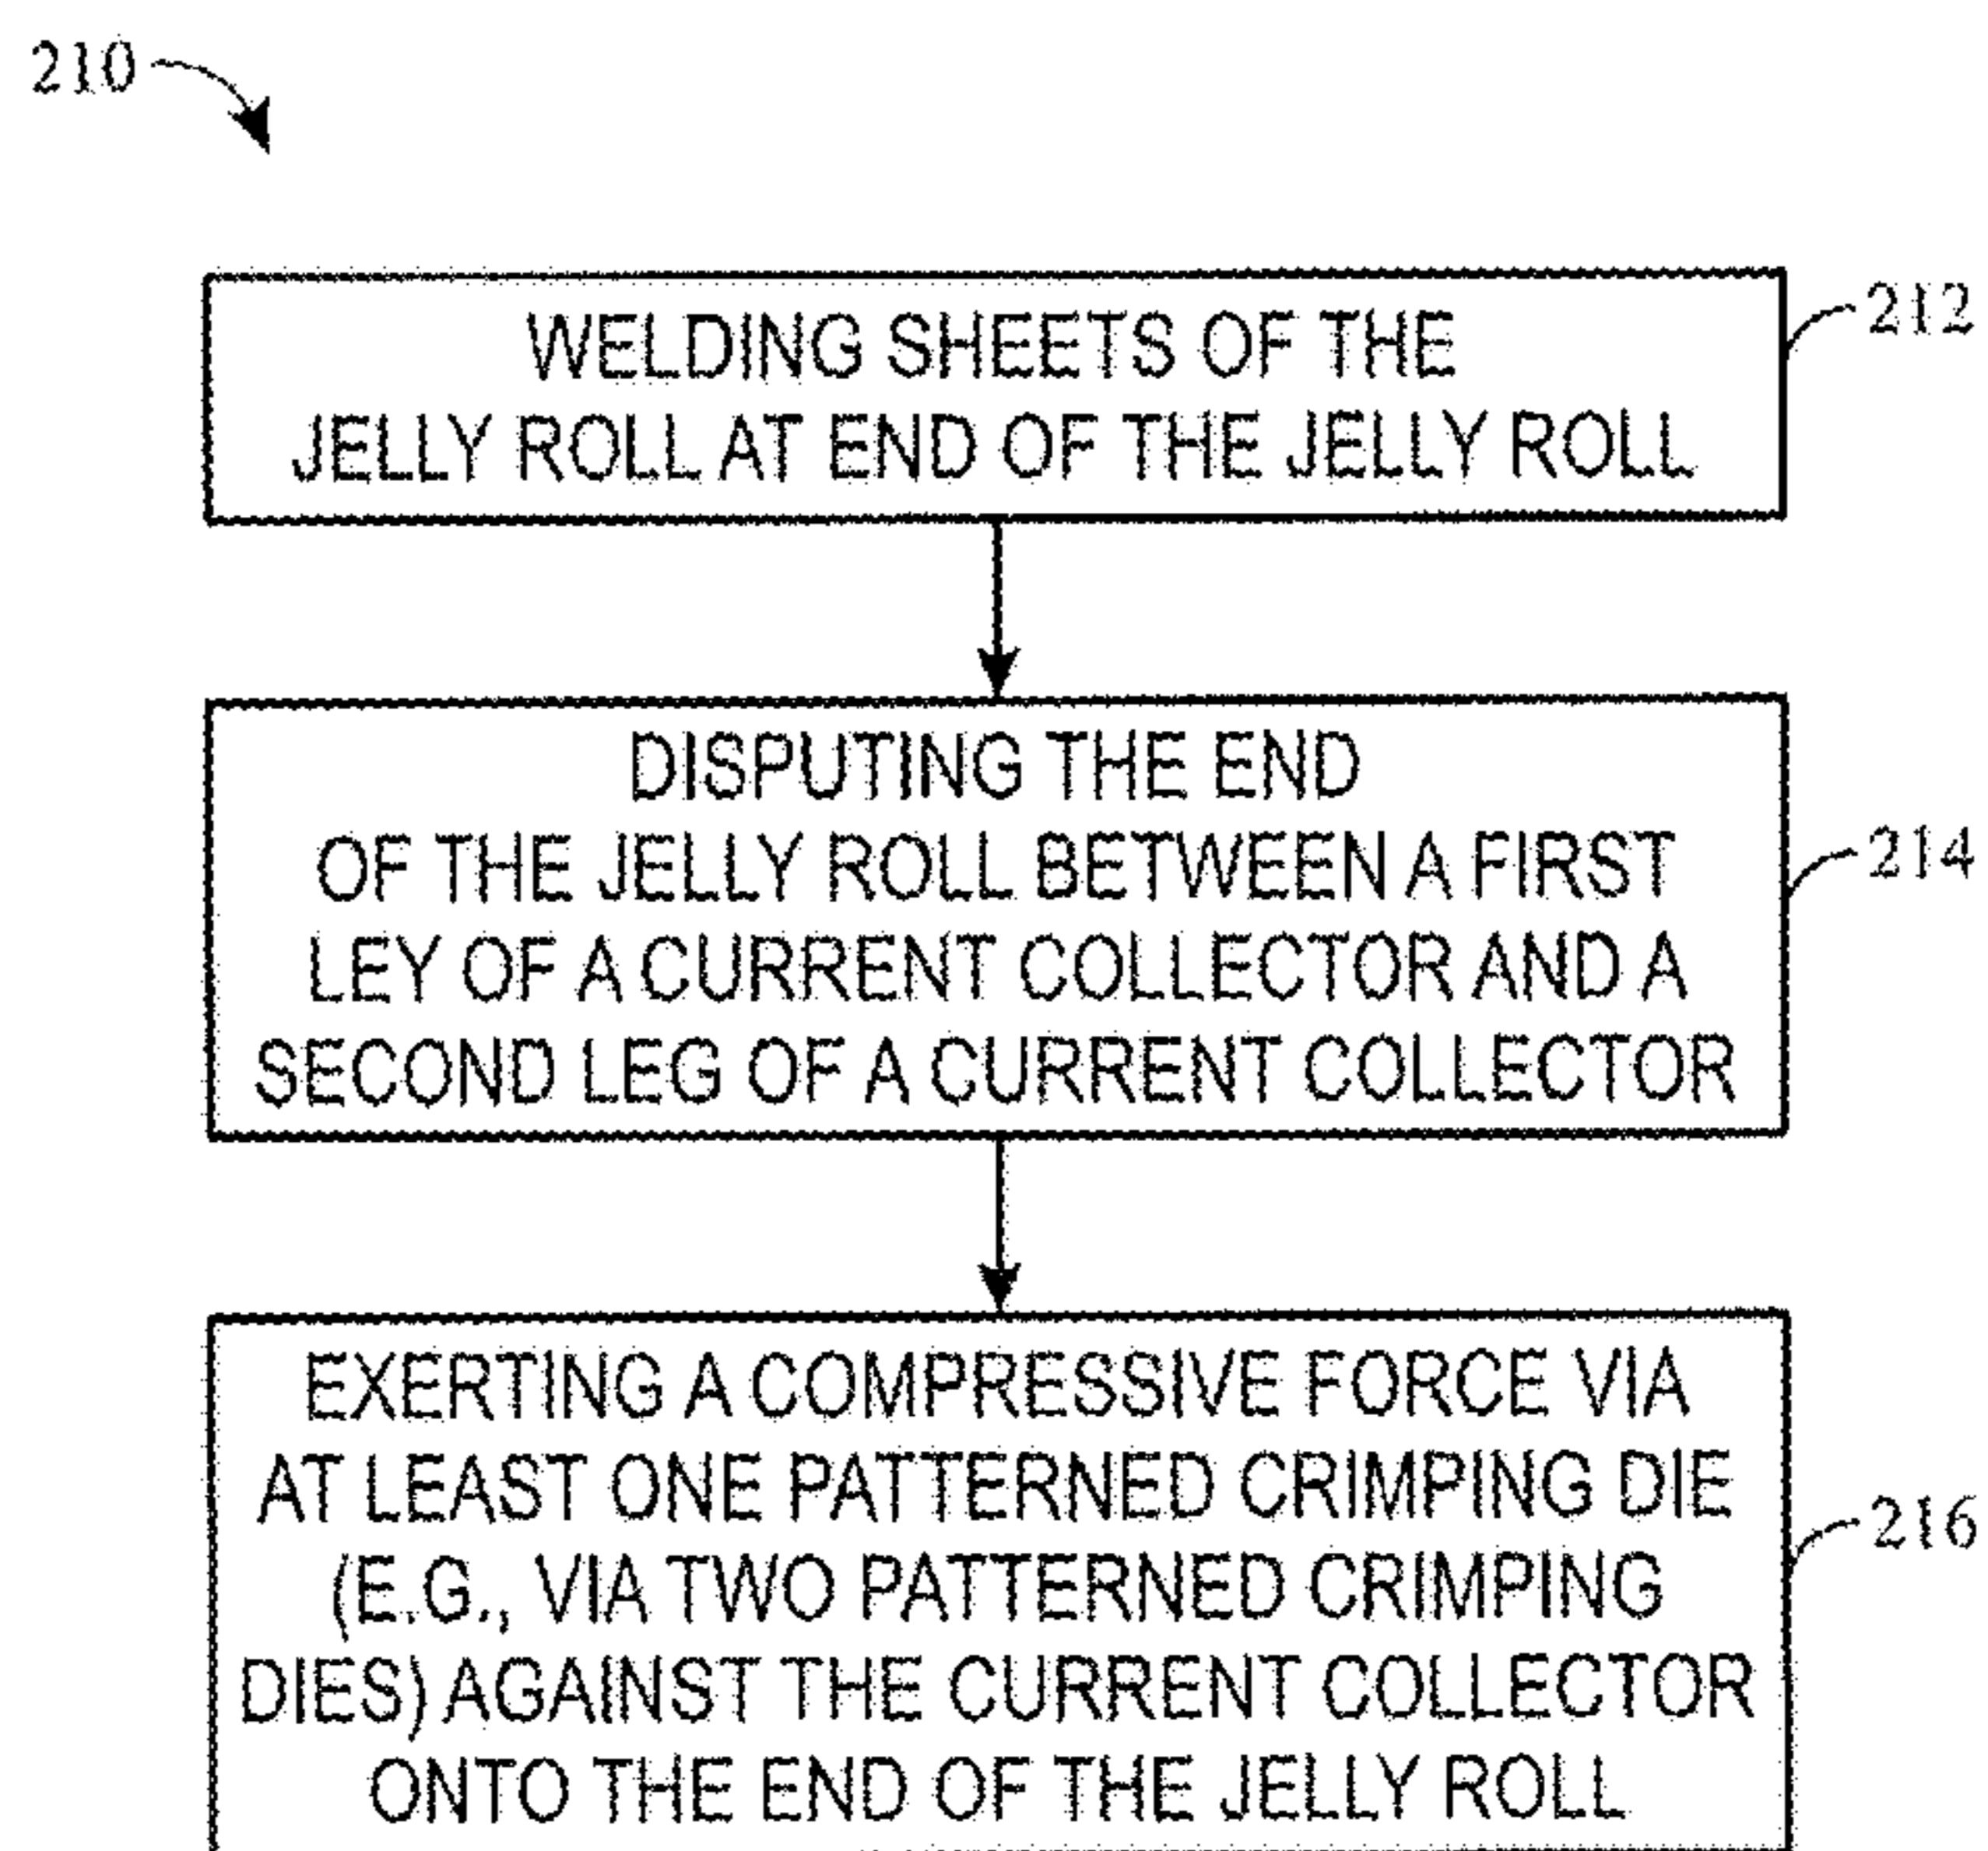 210
WELDING SHEETS OF THE
JELLY ROLL AT END OF THE JELLY ROLL
212
DISPUTING THE END
OF THE JELLY ROLL BETWEEN A FIRST
LEY OF A CURRENT COLLECTOR AND A
SECOND LEG OF A CURRENT COLLECTOR
214
EXERTING A COMPRESSIVE FORCE VIA
AT LEAST ONE PATTERNED CRIMPING DIE
(E.G., VIA TWO PATTERNED CRIMPING
DIES) AGAINST THE CURRENT COLLECTOR
ONTO THE END OF THE JELLY ROLL
216